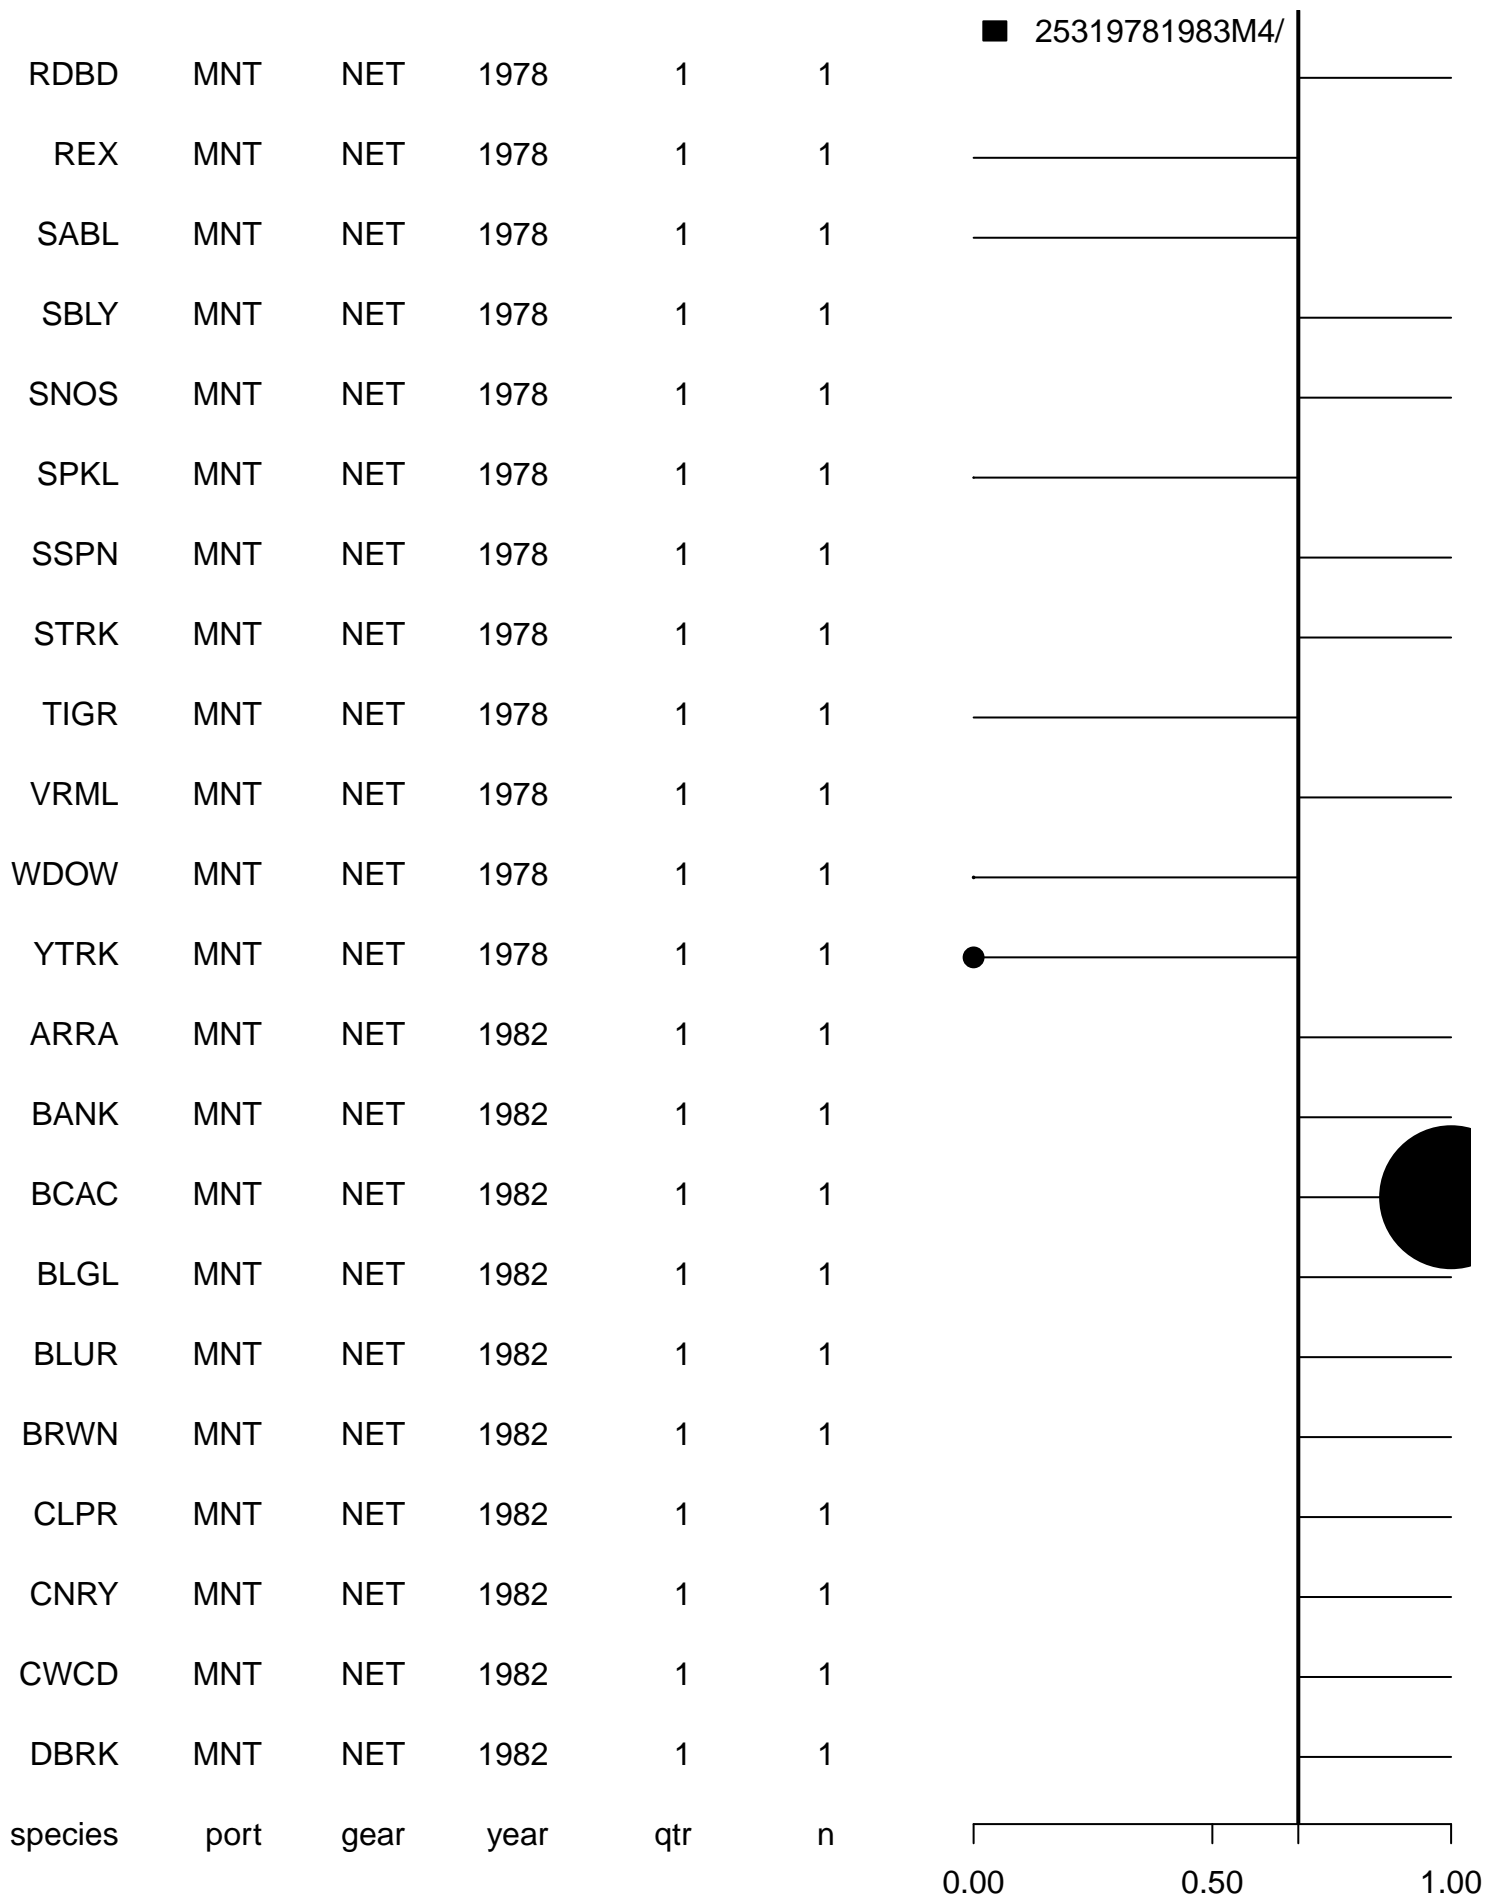 25319781983M4/
RDBD MNT NET 1978 1 1
REX MNT NET 1978 1 1
SABL MNT NET 1978 1 1
SBLY MNT NET 1978 1 1
SNOS MNT NET 1978 1 1
SPKL MNT NET 1978 1 1
SSPN MNT NET 1978 1 1
STRK MNT NET 1978 1 1
TIGR MNT NET 1978 1 1
VRML MNT NET 1978 1 1
WDOW MNT NET 1978 1 1
YTRK MNT NET 1978 1 1
ARRA MNT NET 1982 1 1
BANK MNT NET 1982 1 1
BCAC MNT NET 1982 1 1
BLGL MNT NET 1982 1 1
BLUR MNT NET 1982 1 1
BRWN MNT NET 1982 1 1
CLPR MNT NET 1982 1 1
CNRY MNT NET 1982 1 1
CWCD MNT NET 1982 1 1
DBRK MNT NET 1982 1 1
species port gear year qtr n
0.00 0.50 1.00